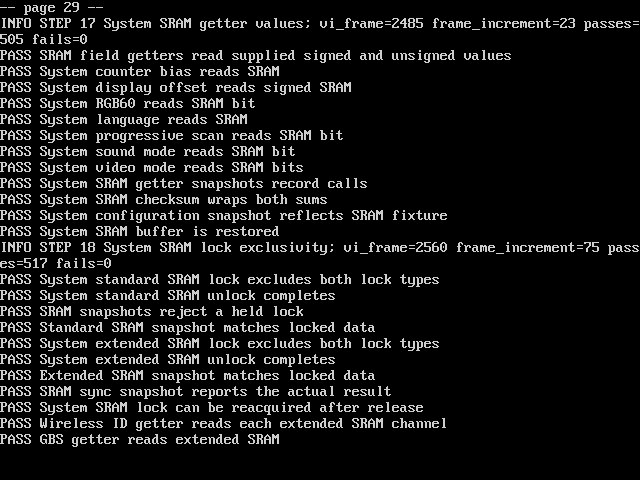 -- page 29 --
INFO STEP 17 System SRAM getter values; vi_frame=2485 frame_increment=23 passes=
505 fails=0
PASS SRAM field getters read supplied signed and unsigned values
PASS System counter bias reads SRAM
PASS System display offset reads signed SRAM
PASS System RGB60 reads SRAM bit
PASS System language reads SRAM
PASS System progressive scan reads SRAM bit
PASS System sound mode reads SRAM bit
PASS System video mode reads SRAM bits
PASS System SRAM getter snapshots record calls
PASS System SRAM checksum wraps both sums
PASS System configuration snapshot reflects SRAM fixture
PASS System SRAM buffer is restored
INFO STEP 18 System SRAM lock exclusivity; vi_frame=2560 frame_increment=75 pass
es=517 fails=0
PASS System standard SRAM lock excludes both lock types
PASS System standard SRAM unlock completes
PASS SRAM snapshots reject a held lock
PASS Standard SRAM snapshot matches locked data
PASS System extended SRAM lock excludes both lock types
PASS System extended SRAM unlock completes
PASS Extended SRAM snapshot matches locked data
PASS SRAM sync snapshot reports the actual result
PASS System SRAM lock can be reacquired after release
PASS Wireless ID getter reads each extended SRAM channel
PASS GBS getter reads extended SRAM